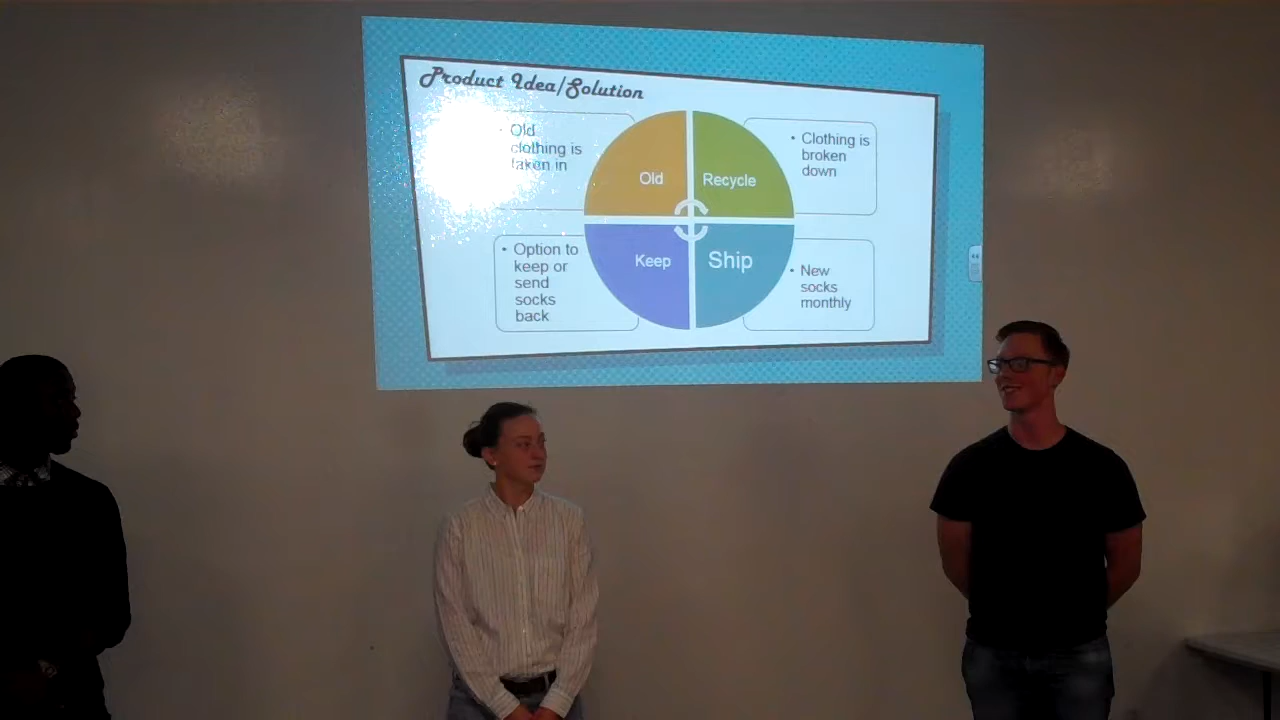 Product Idea/Solution
• Old
clothing is
taken in
Old
Recycle
• Clothing is
broken
down
• Option to
keep or
send
socks
back
Keep
Ship
• New
socks
monthly